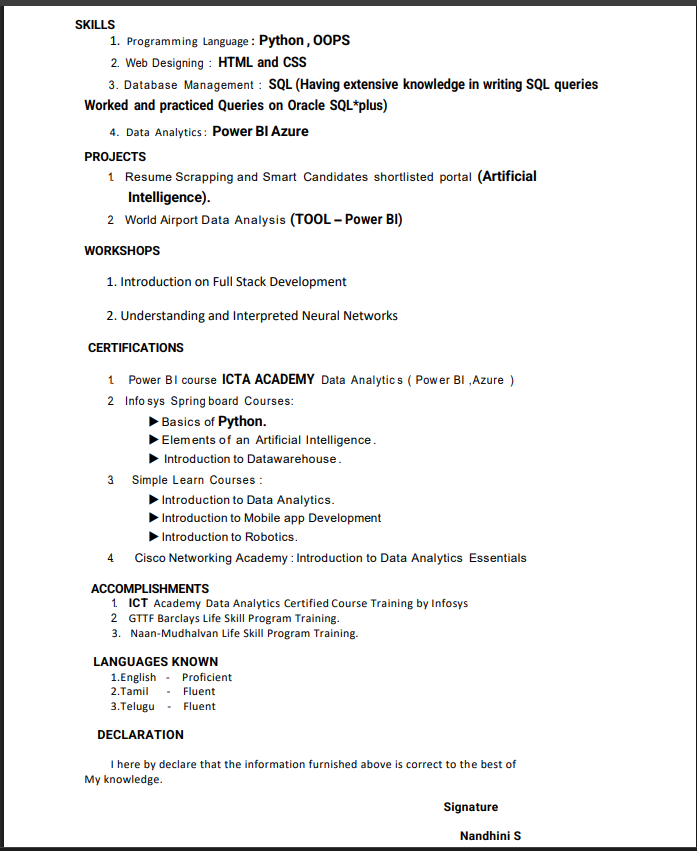 SKILLS
1. Programming Language : Python , OOPS
2. Web Designing : HTML and CSS
3. Database Management : SQL (Having extensive knowledge in writing SQL queries
Worked and practiced Queries on Oracle SQL*plus)
4. Data Analytics : Power BI Azure
PROJECTS
1. Resume Scrapping and Smart Candidates shortlisted portal (Artificial
Intelligence).
2 World Airport Data Analysis (TOOL – Power BI)
WORKSHOPS
1. Introduction on Full Stack Development
2. Understanding and Interpreted Neural Networks
CERTIFICATIONS
1. Power BI course ICTA ACADEMY Data Analytics ( Power BI ,Azure )
2 Infosys Springboard Courses:
▶ Basics of Python.
▶ Elements of an Artificial Intelligence.
▶ Introduction to Datawarehouse.
3. Simple Learn Courses :
▶ Introduction to Data Analytics.
▶ Introduction to Mobile app Development
▶ Introduction to Robotics.
4. Cisco Networking Academy : Introduction to Data Analytics Essentials
ACCOMPLISHMENTS
1. ICT Academy Data Analytics Certified Course Training by Infosys
2 GTTF Barclays Life Skill Program Training.
3. Naan-Mudhalvan Life Skill Program Training.
LANGUAGES KNOWN
1.English - Proficient
2.Tamil - Fluent
3.Telugu - Fluent
DECLARATION
I here by declare that the information furnished above is correct to the best of
My knowledge.
Signature
Nandhini S